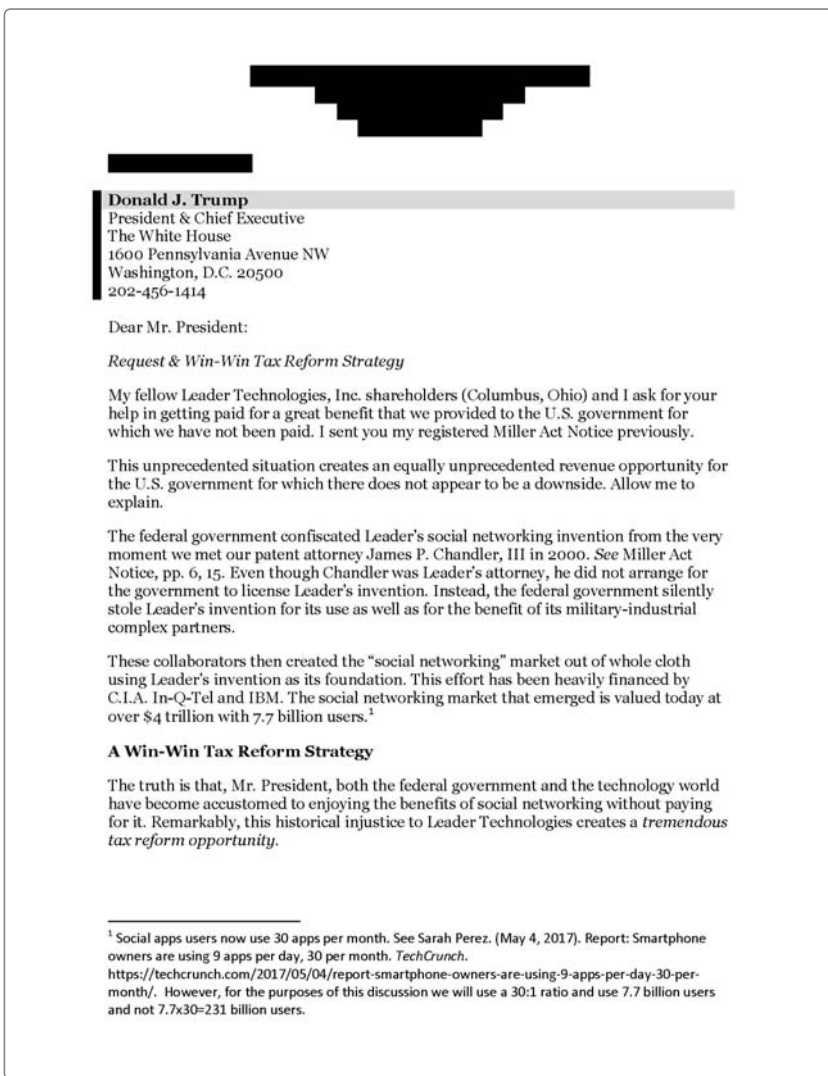 Donald J. Trump
President & Chief Executive
The White House
1600 Pennsylvania Avenue NW
Washington, D.C. 20500
202-456-1414
Dear Mr. President:
Request & Win-Win Tax Reform Strategy
My fellow Leader Technologies, Inc. shareholders (Columbus, Ohio) and I ask for your
help in getting paid for a great benefit that we provided to the U.S. government for
which we have not been paid. I sent you my registered Miller Act Notice previously.
This unprecedented situation creates an equally unprecedented revenue opportunity for
the U.S. government for which there does not appear to be a downside. Allow me to
explain.
The federal government confiscated Leader's social networking invention from the very
moment we met our patent attorney James P. Chandler, III in 2000. See Miller Act
Notice, pp. 6, 15. Even though Chandler was Leader's attorney, he did not arrange for
the government to license Leader's invention. Instead, the federal government silently
stole Leader's invention for its use as well as for the benefit of its military-industrial
complex partners.
These collaborators then created the “social networking” market out of whole cloth
using Leader's invention as its foundation. This effort has been heavily financed by
C.I.A. In-Q-Tel and IBM. The social networking market that emerged is valued today at
over $4 trillion with 7.7 billion users.¹
A Win-Win Tax Reform Strategy
The truth is that, Mr. President, both the federal government and the technology world
have become accustomed to enjoying the benefits of social networking without paying
for it. Remarkably, this historical injustice to Leader Technologies creates a tremendous
tax reform opportunity.
¹ Social apps users now use 30 apps per month. See Sarah Perez. (May 4, 2017). Report: Smartphone
owners are using 9 apps per day, 30 per month. TechCrunch.
https://techcrunch.com/2017/05/04/report-smartphone-owners-are-using-9-apps-per-day-30-per-
month/. However, for the purposes of this discussion we will use a 30:1 ratio and use 7.7 billion users
and not 7.7x30=231 billion users.